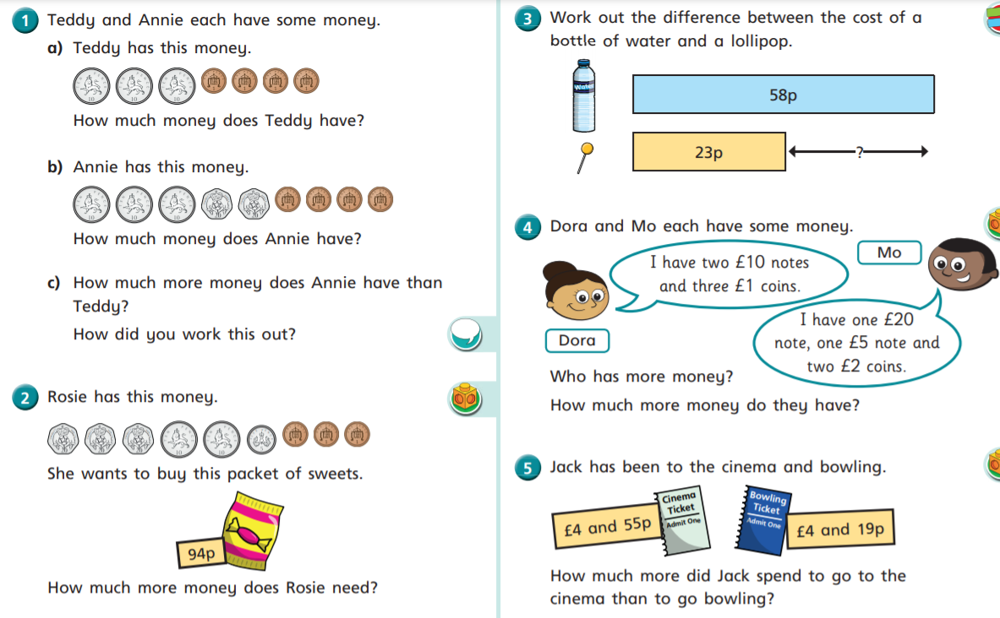 1 Teddy and Annie each have some money.
a) Teddy has this money.
10 10 10
How much money does Teddy have?
b) Annie has this money.
10 10 10
How much money does Annie have?
c) How much more money does Annie have than
Teddy?
How did you work this out?
2 Rosie has this money.
10 10
She wants to buy this packet of sweets.
94p
How much more money does Rosie need?
3 Work out the difference between the cost of a
bottle of water and a lollipop.
Water
58p
23p
?
4 Dora and Mo each have some money.
Mo
I have two £10 notes
and three £1 coins.
I have one £20
note, one £5 note and
two £2 coins.
Dora
Who has more money?
How much more money do they have?
5 Jack has been to the cinema and bowling.
£4 and 55p
Cinema
Ticket
Admit One
Bowling
Ticket
Admit One
£4 and 19p
How much more did Jack spend to go to the
cinema than to go bowling?